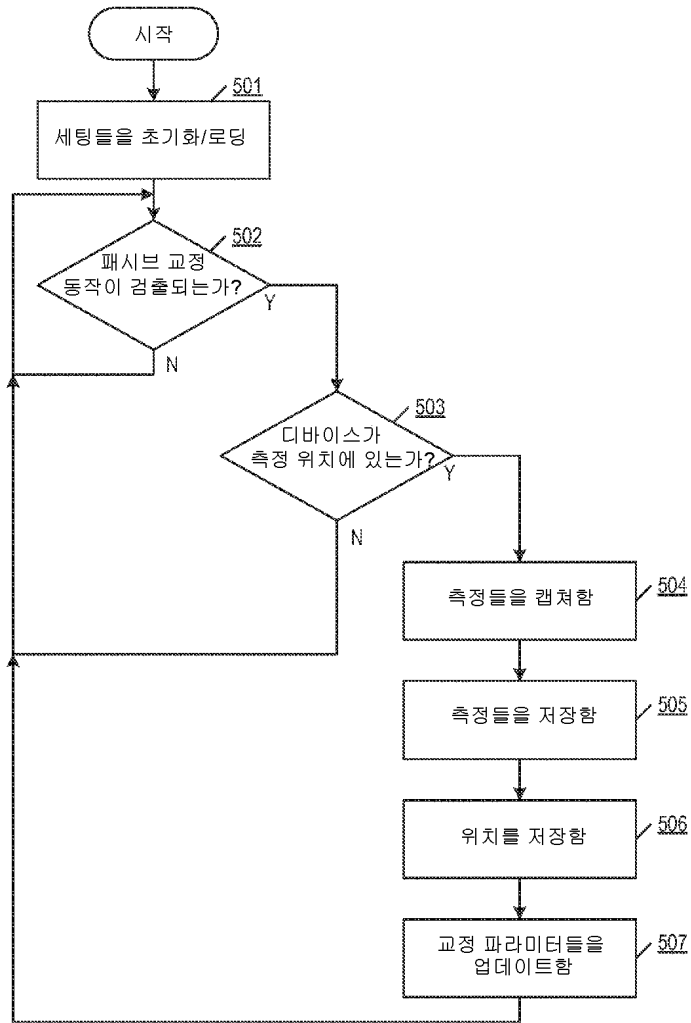 시작
501
세팅들을 초기화/로딩
502
패시브 교정
동작이 검출되는가?
Y
N
503
디바이스가
측정 위치에 있는가?
Y
N
504
측정들을 캡쳐함
505
측정들을 저장함
506
위치를 저장함
507
교정 파라미터들을
업데이트함